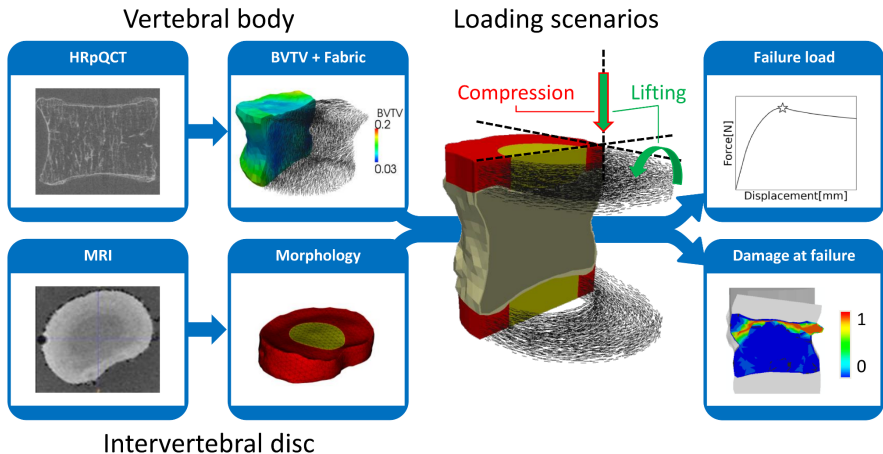 Vertebral body
Loading scenarios
HRpQCT
BVTV + Fabric
BVTV
0.2
0.03
Compression
Lifting
Failure load
Force[N]
Displacement[mm]
MRI
Morphology
Damage at failure
1
0
Intervertebral disc